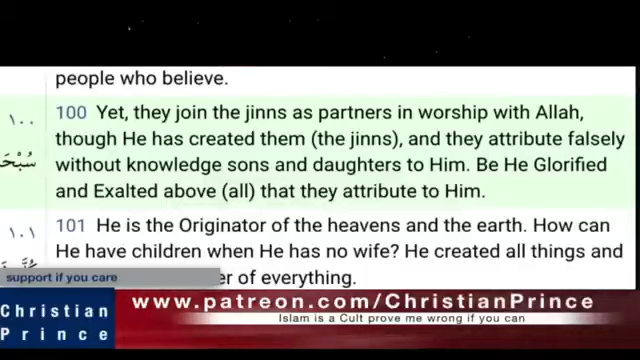 people who believe.
١٠٠
100 Yet, they join the jinns as partners in worship with Allah,
though He has created them (the jinns), and they attribute falsely
without knowledge sons and daughters to Him. Be He Glorified
and Exalted above (all) that they attribute to Him.
١٠١
101 He is the Originator of the heavens and the earth. How can
He have children when He has no wife? He created all things and
of everything.
support if you care
Christian
Prince
www.patreon.com/ChristianPrince
Islam is a Cult prove me wrong if you can